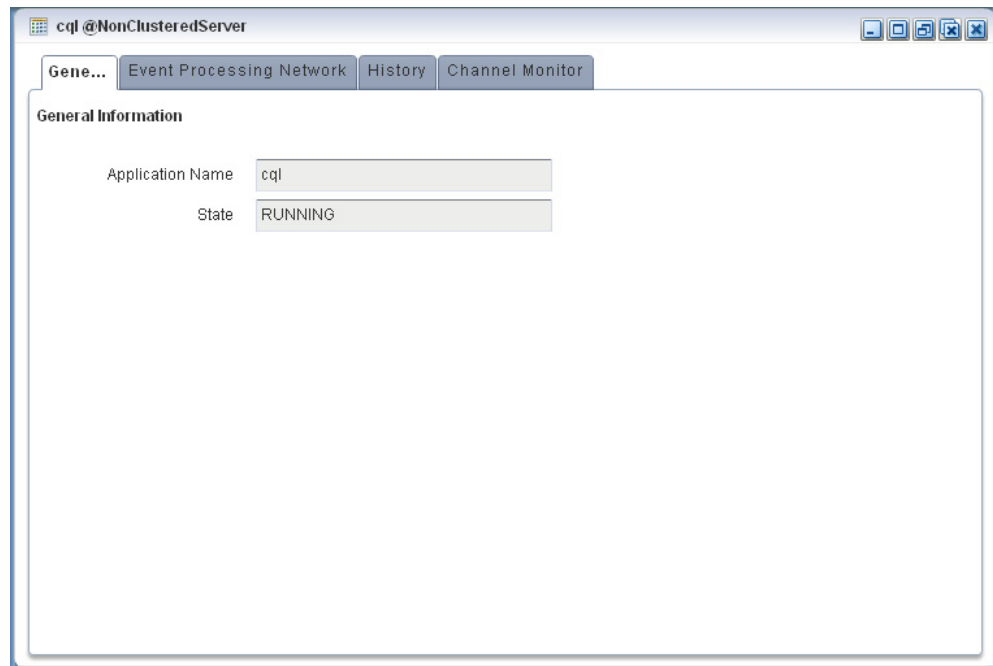 cql @NonClusteredServer
Gene... Event Processing Network History Channel Monitor
General Information
Application Name cql
State RUNNING